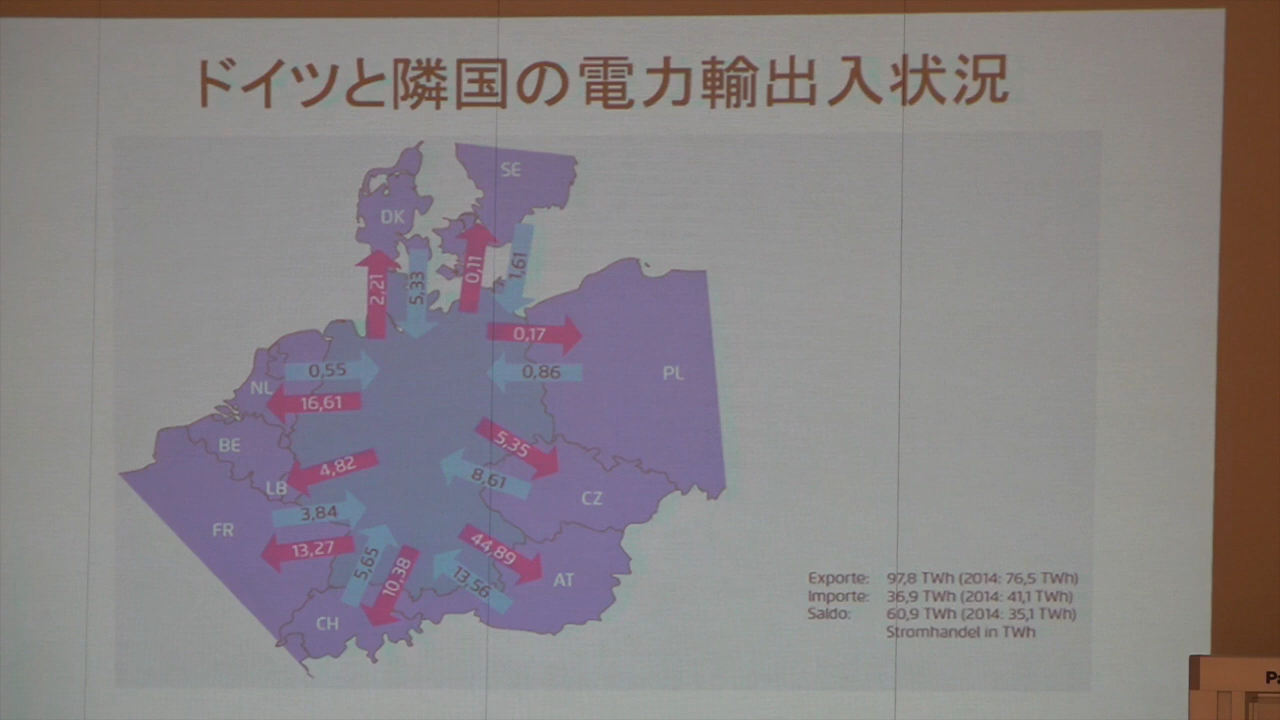 ドイツと隣国の電力輸出入状況
SE
DK
2,21
5,33
0,11
1,61
0,17
0,86
PL
0,55
NL
16,61
BE
4,82
LB
5,35
8,61
CZ
FR
3,84
13,27
5,65
10,38
44,89
13,56
AT
CH
Exporte: 97,8 TWh (2014: 76,5 TWh)
Importe: 36,9 TWh (2014: 41,1 TWh)
Saldo: 60,9 TWh (2014: 35,1 TWh)
Stromhandel in TWh